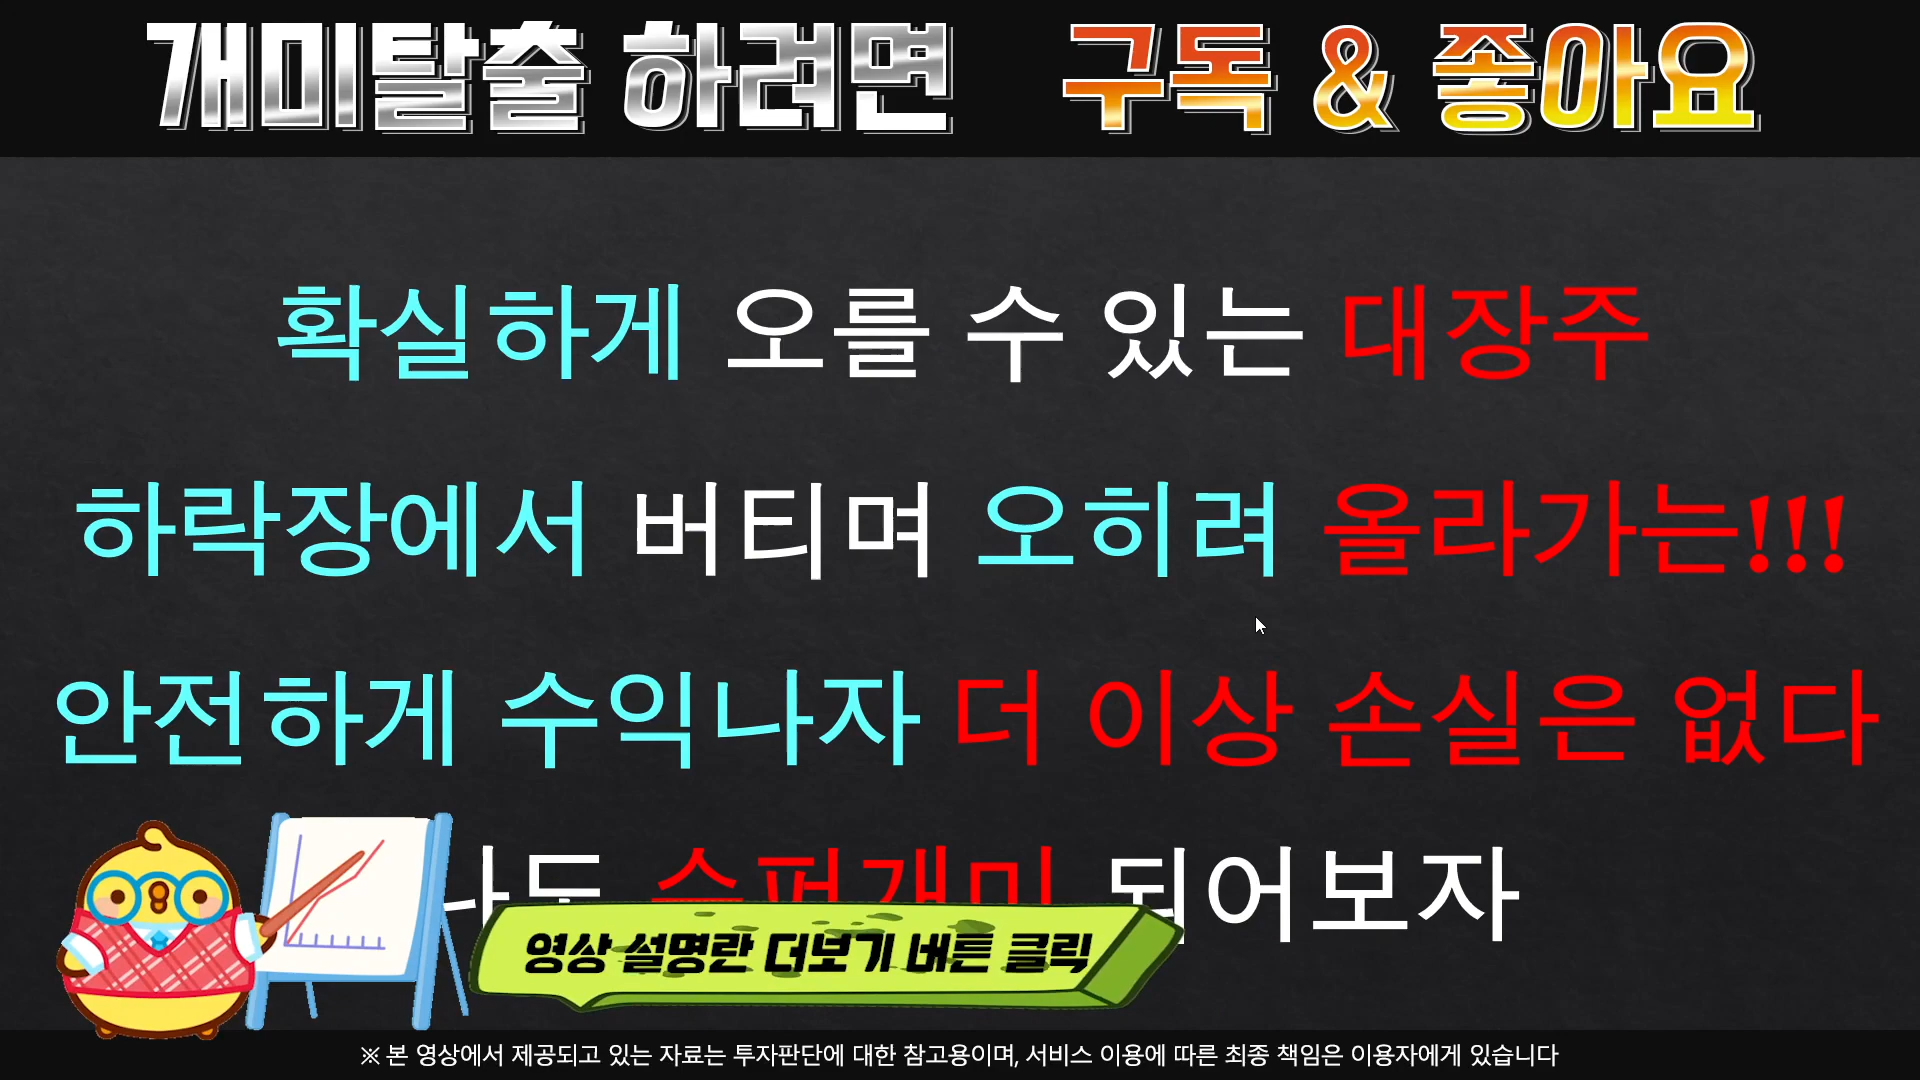 개미탈출 하려면 구독 & 좋아요
확실하게 오를 수 있는 대장주
하락장에서 버티며 오히려 올라가는!!!
안전하게 수익나자 더 이상 손실은 없다
나도 슈퍼개미 되어보자
영상 설명란 더보기 버튼 클릭
※ 본 영상에서 제공되고 있는 자료는 투자판단에 대한 참고용이며, 서비스 이용에 따른 최종 책임은 이용자에게 있습니다